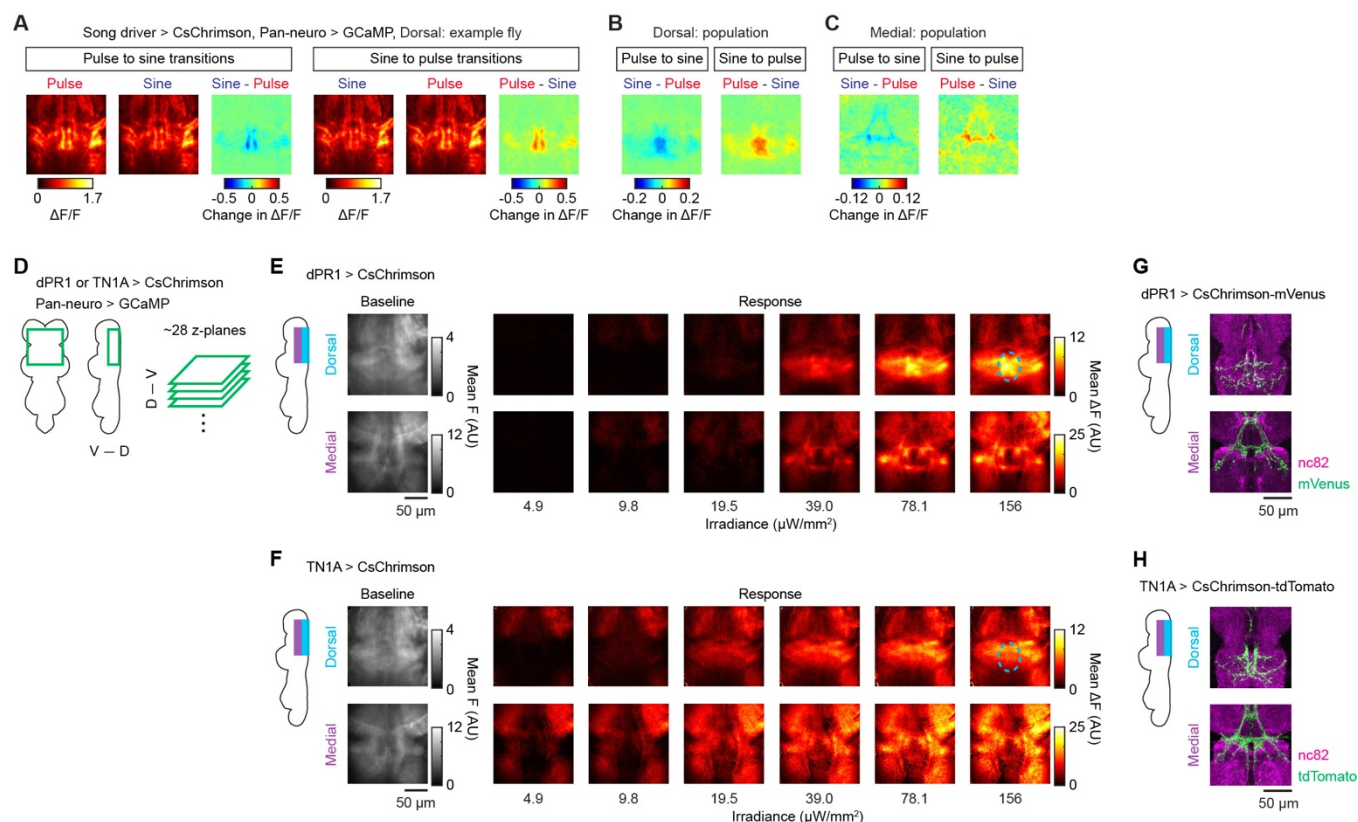 A
Song driver > CsChrimson, Pan-neuro > GCaMP, Dorsal: example fly
Pulse to sine transitions
Sine to pulse transitions
Pulse
Sine
Sine - Pulse
Sine
Pulse
Pulse - Sine
0
1.7
ΔF/F
-0.5
0
0.5
Change in ΔF/F
0
1.7
ΔF/F
-0.5
0
0.5
Change in ΔF/F
B
Dorsal: population
Pulse to sine
Sine to pulse
Sine - Pulse
Pulse - Sine
-0.2
0
0.2
Change in ΔF/F
C
Medial: population
Pulse to sine
Sine to pulse
Sine - Pulse
Pulse - Sine
-0.12
0
0.12
Change in ΔF/F
D
dPR1 or TN1A > CsChrimson
Pan-neuro > GCaMP
~28 z-planes
D — V
V — D
E
dPR1 > CsChrimson
Baseline
Response
Dorsal
4
0
Medial
12
0
Mean F (AU)
50 µm
12
0
25
0
Mean ΔF (AU)
4.9
9.8
19.5
39.0
78.1
156
Irradiance (µW/mm²)
F
TN1A > CsChrimson
Baseline
Response
Dorsal
4
0
Medial
12
0
Mean F (AU)
50 µm
12
0
25
0
Mean ΔF (AU)
4.9
9.8
19.5
39.0
78.1
156
Irradiance (µW/mm²)
G
dPR1 > CsChrimson-mVenus
Dorsal
Medial
nc82
mVenus
50 µm
H
TN1A > CsChrimson-tdTomato
Dorsal
Medial
nc82
tdTomato
50 µm